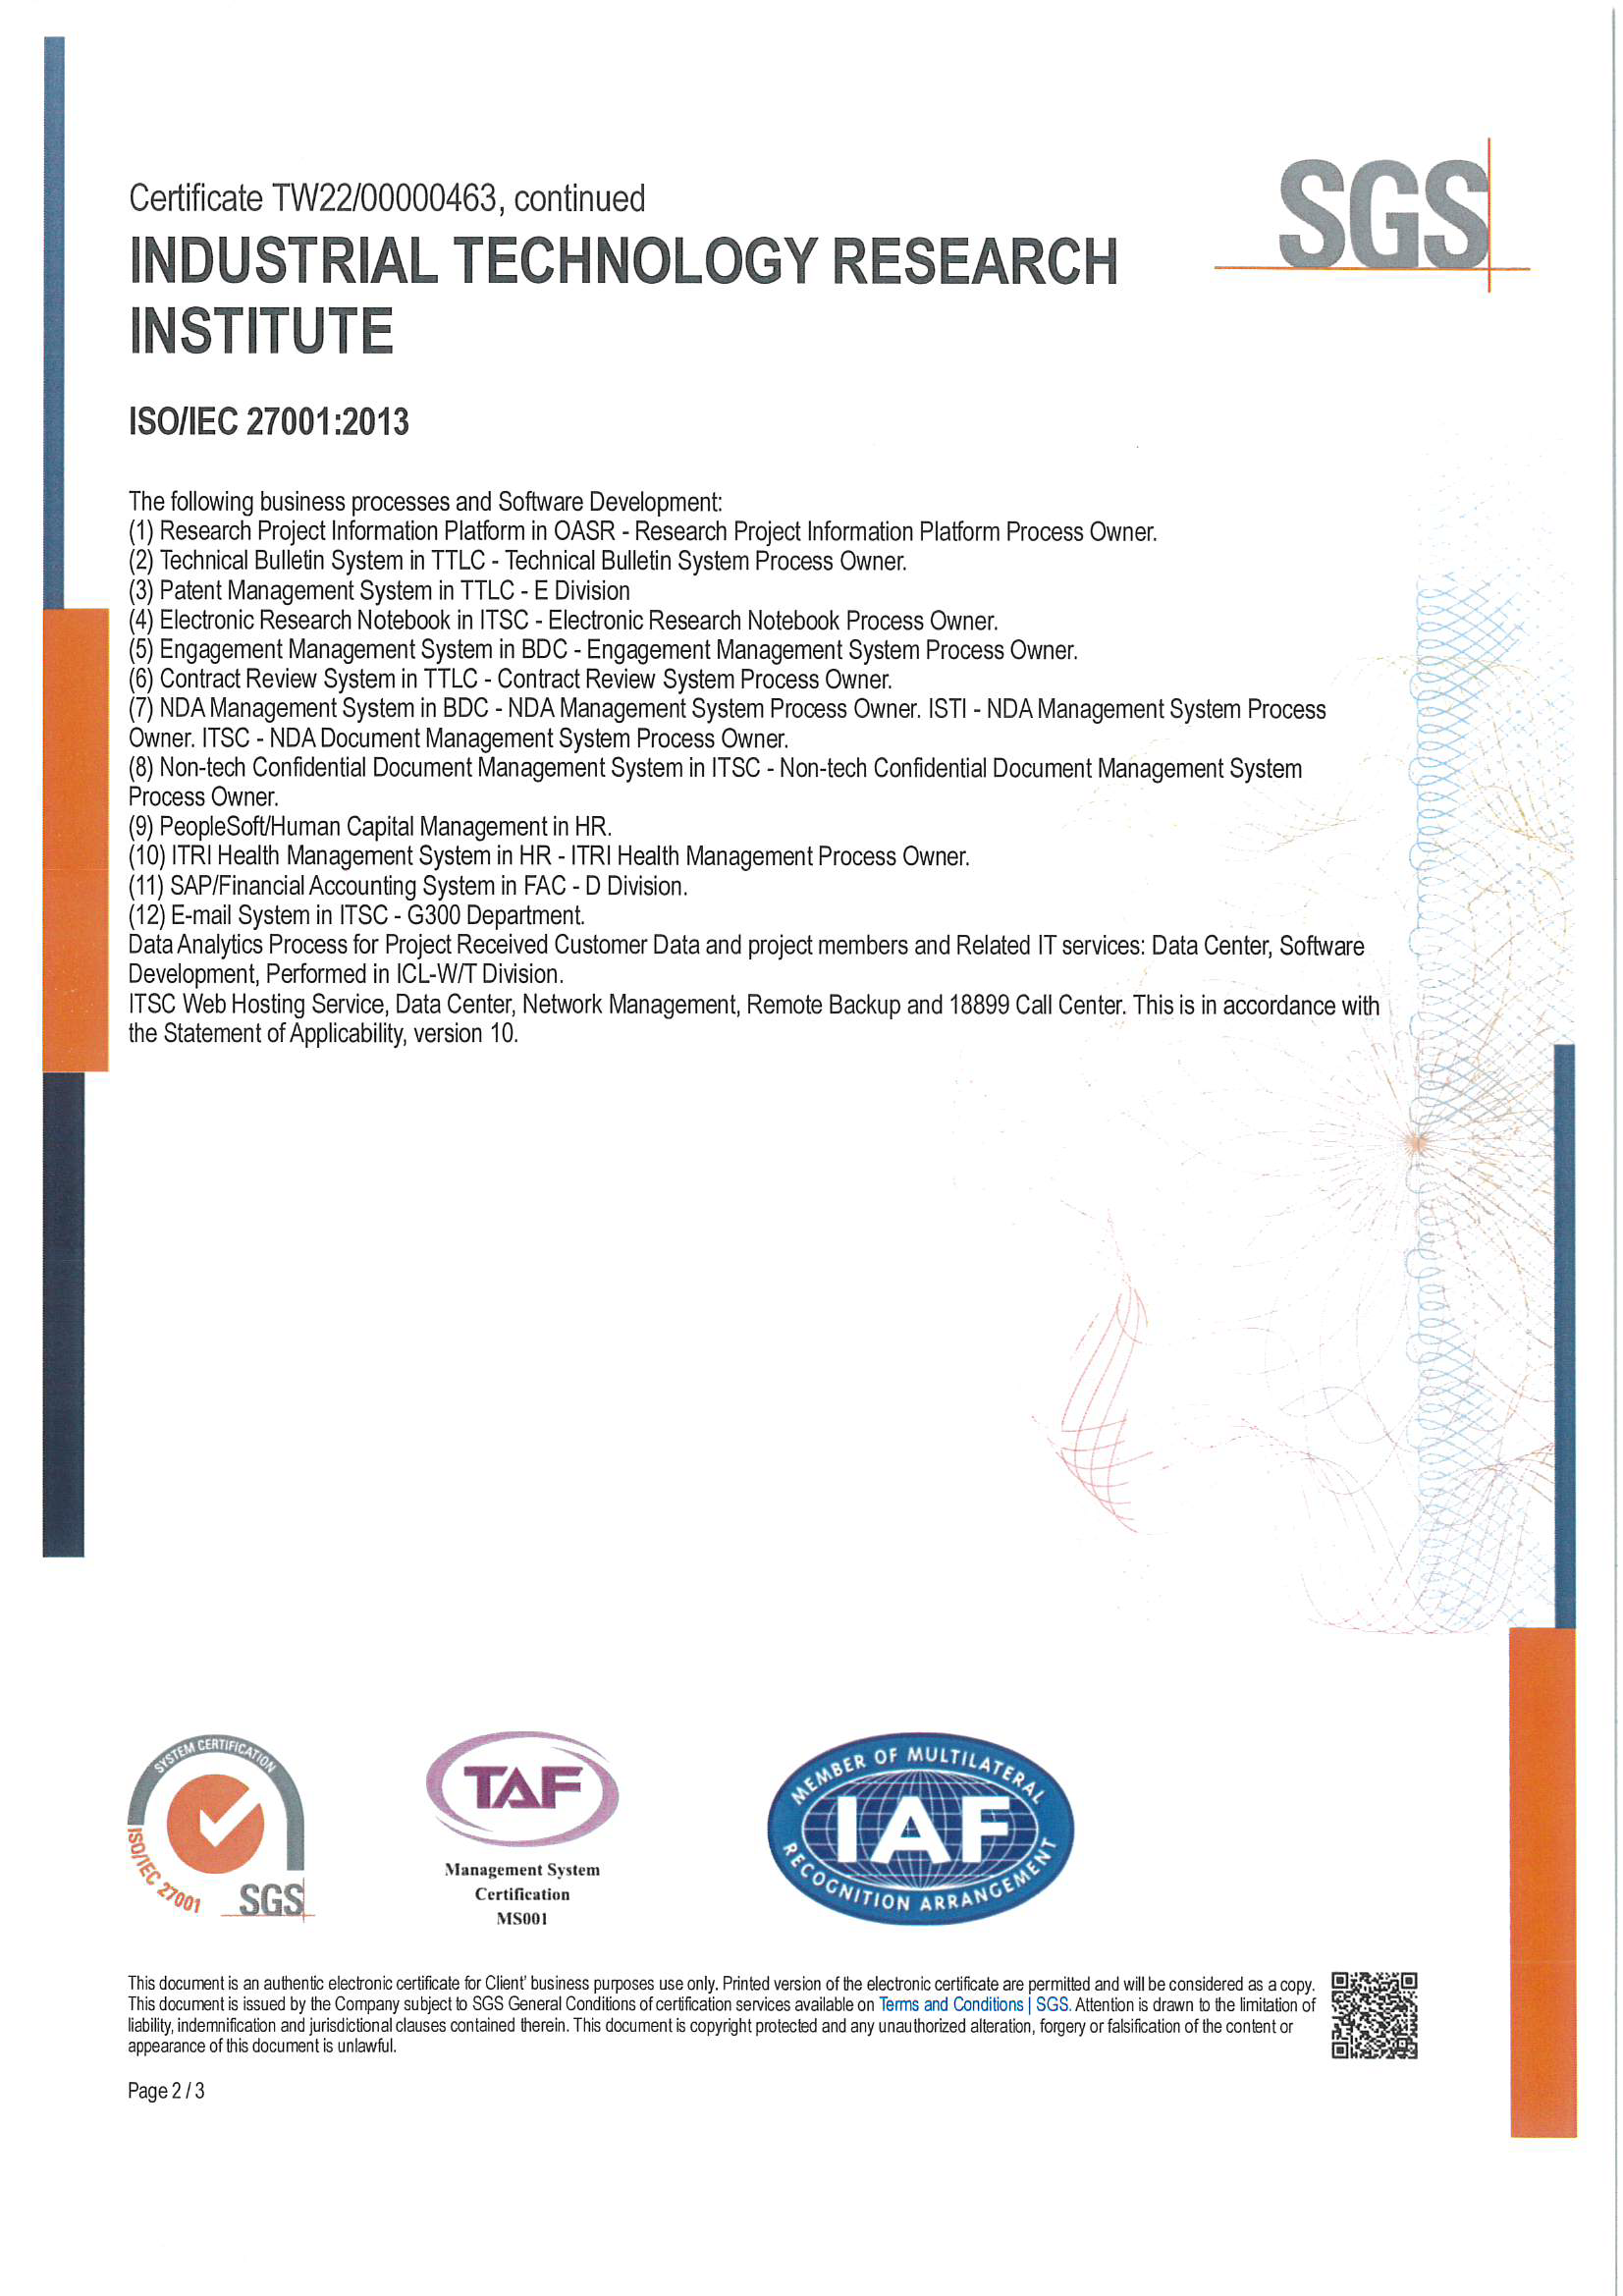 Certificate TW22/00000463, continued
SGS
INDUSTRIAL TECHNOLOGY RESEARCH
INSTITUTE
ISO/IEC 27001:2013
The following business processes and Software Development:
(1) Research Project Information Platform in OASR - Research Project Information Platform Process Owner.
(2) Technical Bulletin System in TTLC - Technical Bulletin System Process Owner.
(3) Patent Management System in TTLC - E Division
(4) Electronic Research Notebook in ITSC - Electronic Research Notebook Process Owner.
(5) Engagement Management System in BDC - Engagement Management System Process Owner.
(6) Contract Review System in TTLC - Contract Review System Process Owner.
(7) NDA Management System in BDC - NDA Management System Process Owner. ISTI - NDA Management System Process
Owner. ITSC - NDA Document Management System Process Owner.
(8) Non-tech Confidential Document Management System in ITSC - Non-tech Confidential Document Management System
Process Owner.
(9) PeopleSoft/Human Capital Management in HR.
(10) ITRI Health Management System in HR - ITRI Health Management Process Owner.
(11) SAP/Financial Accounting System in FAC - D Division.
(12) E-mail System in ITSC - G300 Department.
Data Analytics Process for Project Received Customer Data and project members and Related IT services: Data Center, Software
Development, Performed in ICL-W/T Division.
ITSC Web Hosting Service, Data Center, Network Management, Remote Backup and 18899 Call Center. This is in accordance with
the Statement of Applicability, version 10.
SYSTEM CERTIFICATION
ISO/IEC 27001
SGS
TAF
Management System
Certification
MS001
MEMBER OF MULTILATERAL
IAF
RECOGNITION ARRANGEMENT
This document is an authentic electronic certificate for Client' business purposes use only. Printed version of the electronic certificate are permitted and will be considered as a copy.
This document is issued by the Company subject to SGS General Conditions of certification services available on Terms and Conditions | SGS. Attention is drawn to the limitation of
liability, indemnification and jurisdictional clauses contained therein. This document is copyright protected and any unauthorized alteration, forgery or falsification of the content or
appearance of this document is unlawful.
Page 2 / 3